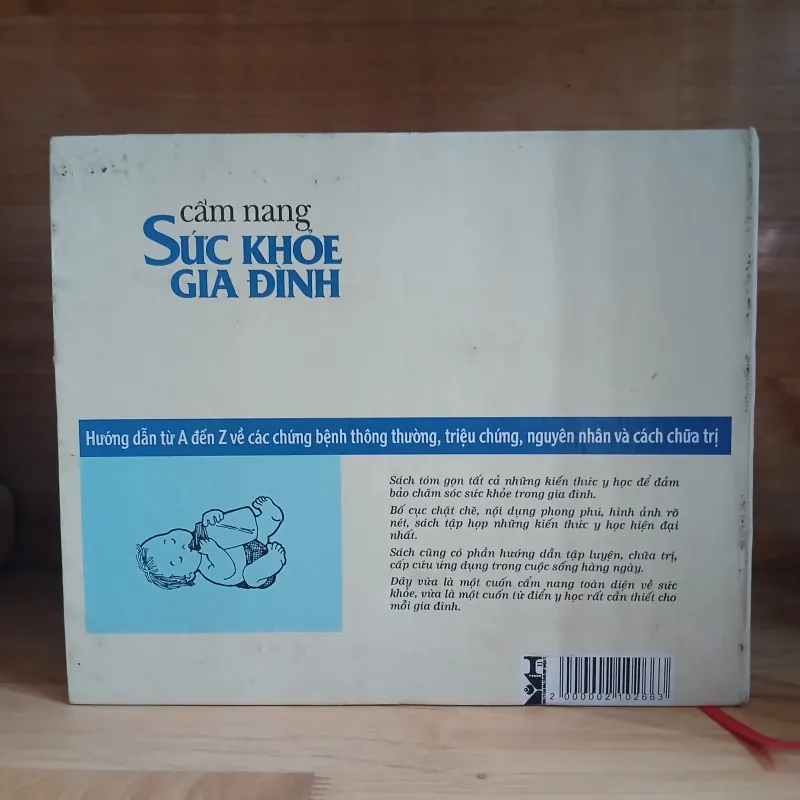 cẩm nang
SỨC KHỎE
GIA ĐÌNH
Hướng dẫn từ A đến Z về các chứng bệnh thông thường, triệu chứng, nguyên nhân và cách chữa trị
Sách tóm gọn tất cả những kiến thức y học để đảm
bảo chăm sóc sức khỏe trong gia đình.
Bố cục chặt chẽ, nội dung phong phú, hình ảnh rõ
nét, sách tập họp những kiến thức y học hiện đại
nhất.
Sách cũng có phần hướng dẫn tập luyện, chữa trị,
cấp cứu ứng dụng trong cuộc sống hàng ngày.
Đây vừa là một cuốn cẩm nang toàn diện về sức
khỏe, vừa là một cuốn từ điển y học rất cần thiết cho
mỗi gia đình.
2 000002 102663